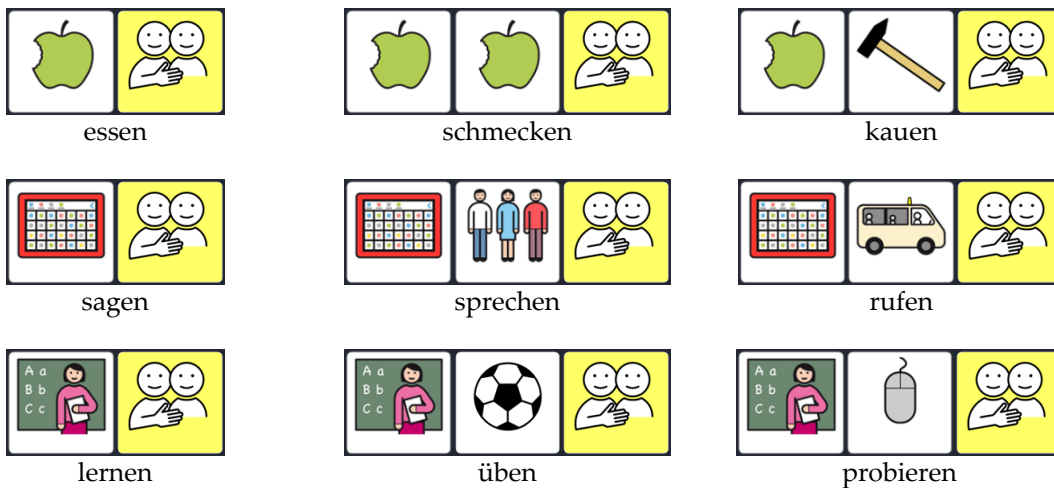 essen
schmecken
kauen
sagen
sprechen
rufen
A a
B b
C c
A a
B b
C c
A a
B b
C c
lernen
üben
probieren